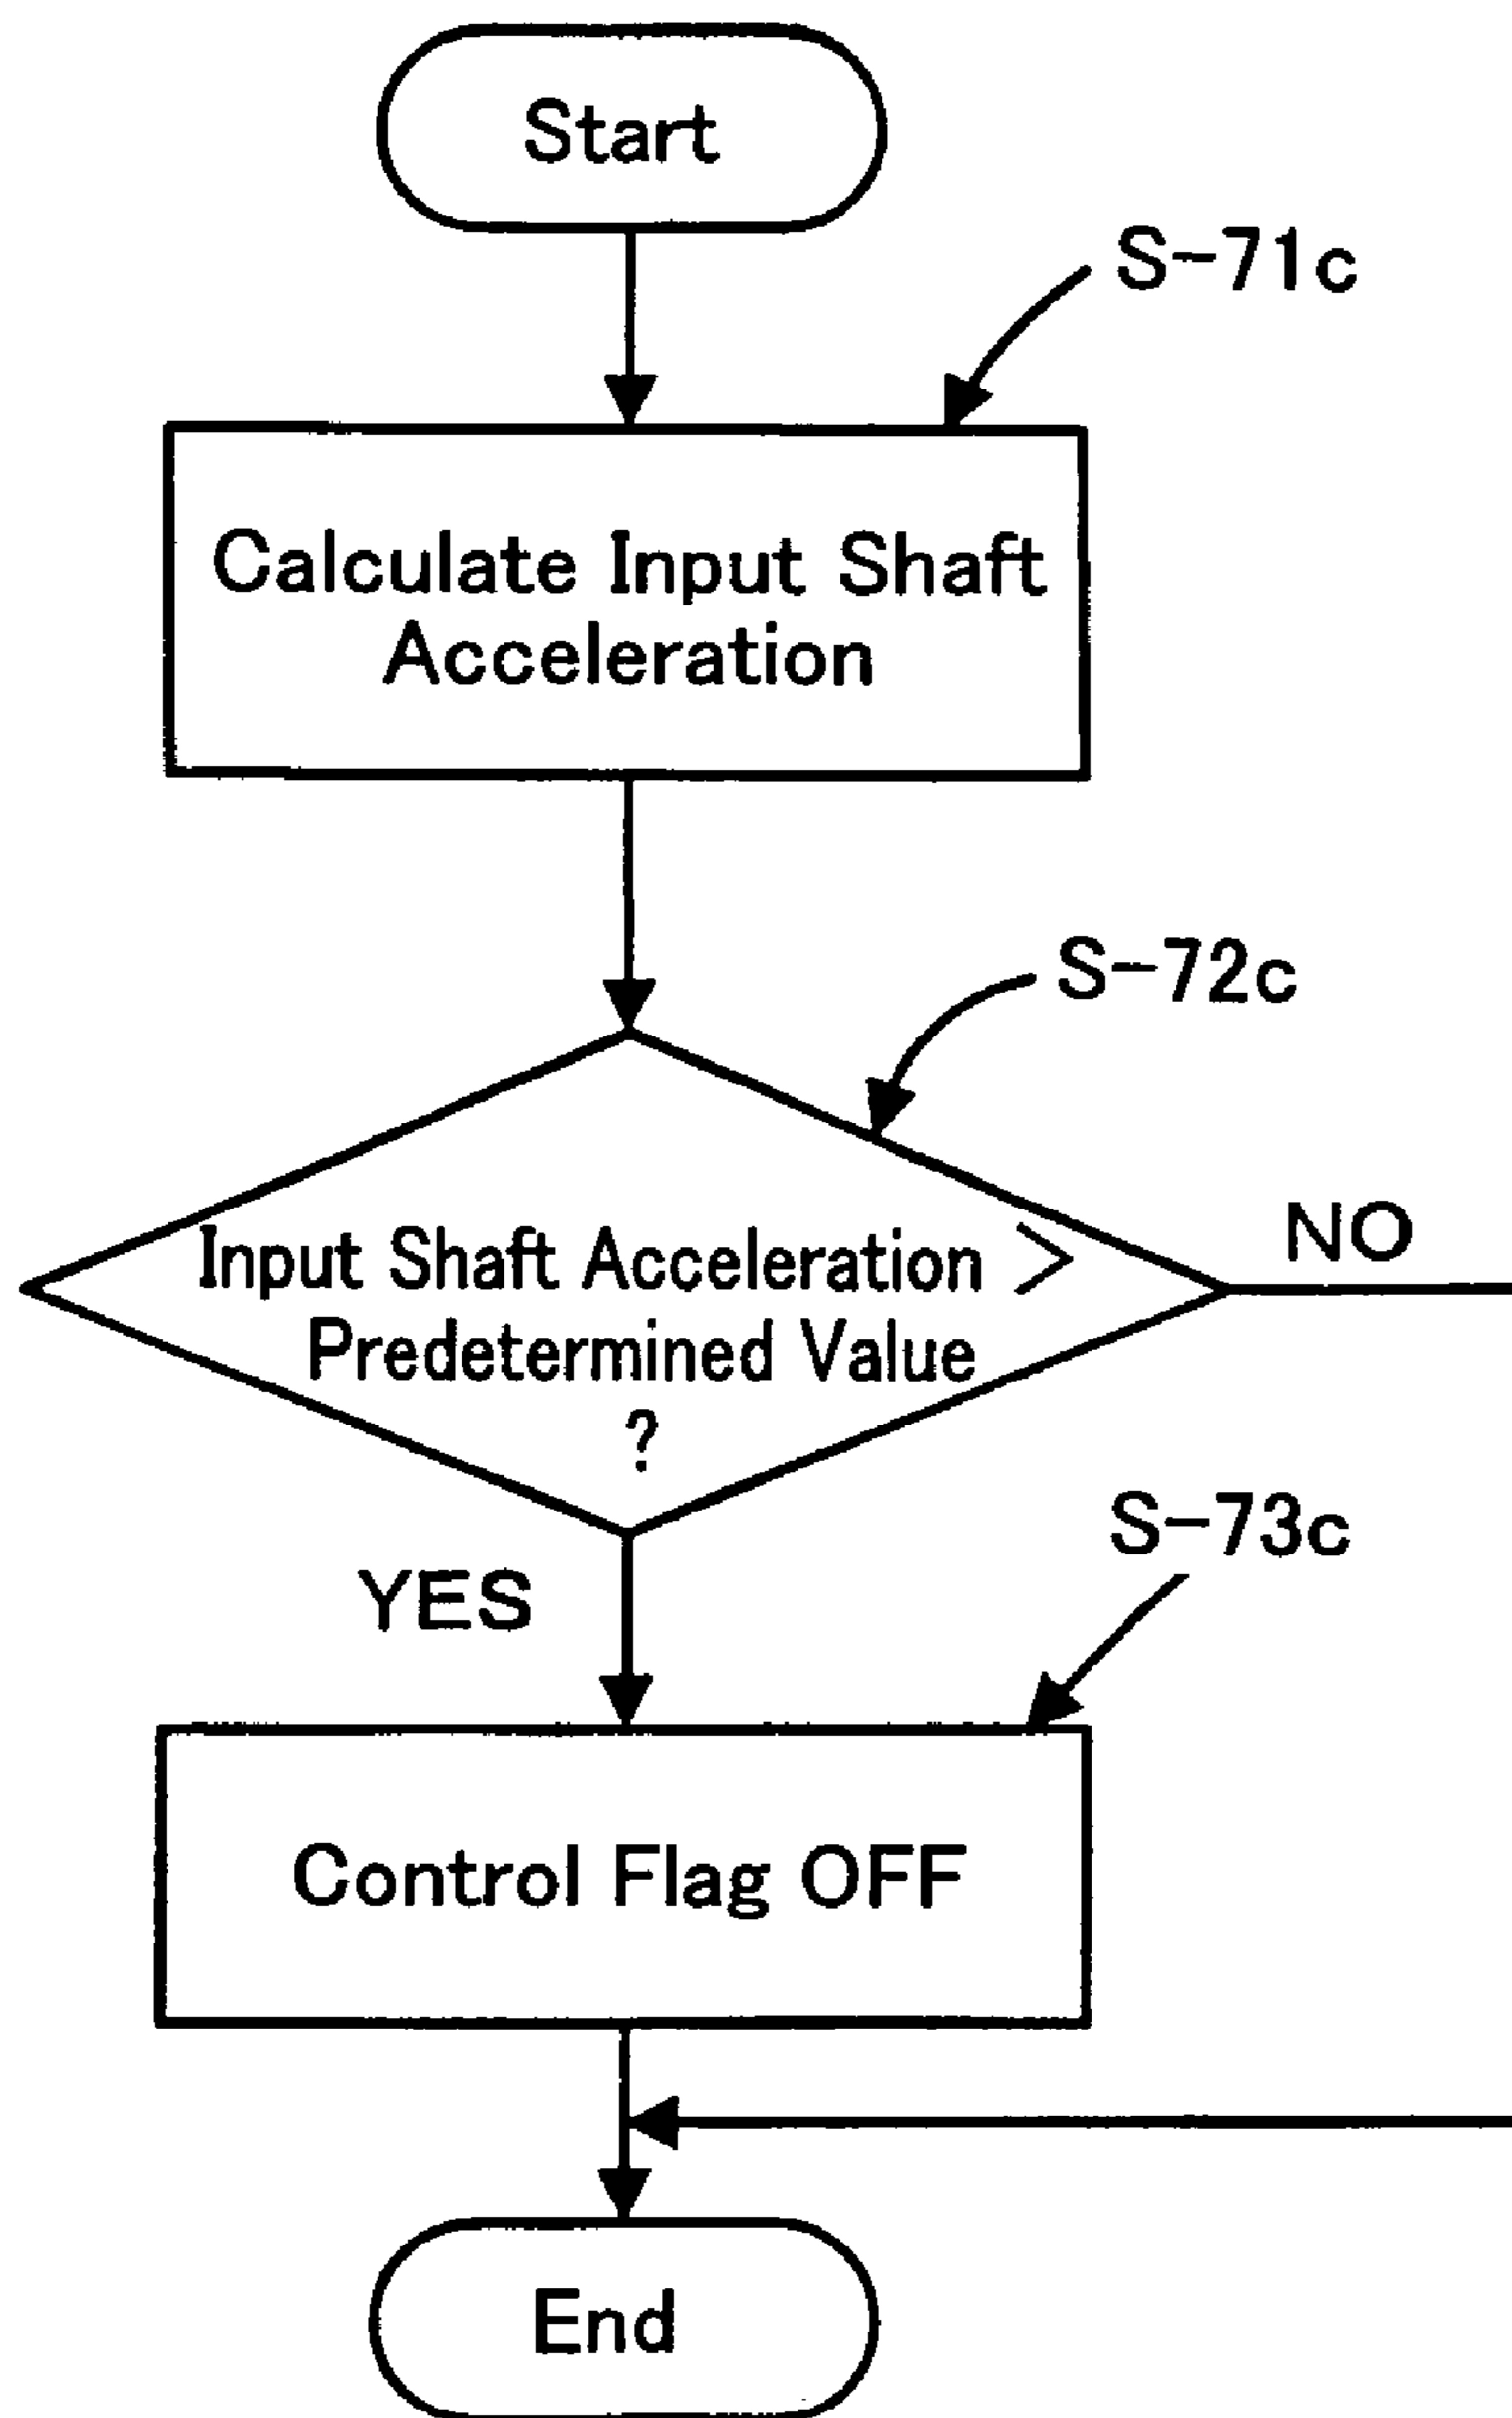 Start
S-71c
Calculate Input Shaft
Acceleration
S-72c
Input Shaft Acceleration >
Predetermined Value
?
NO
YES
S-73c
Control Flag OFF
End